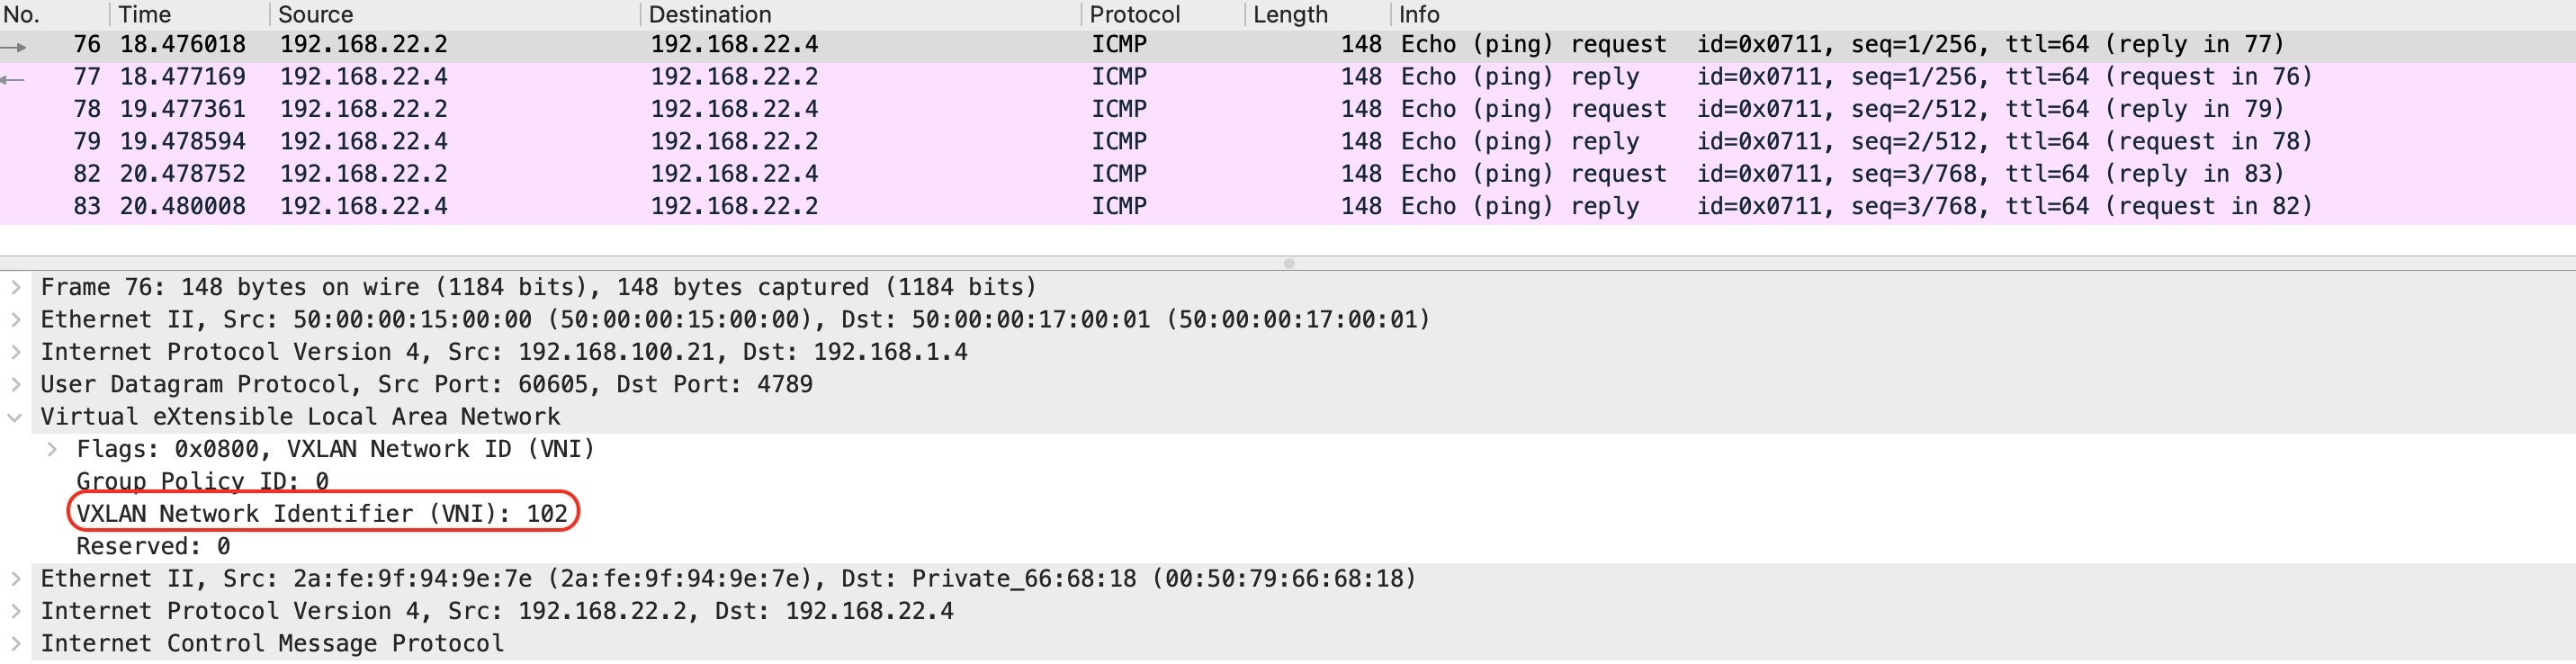 No. Time Source Destination Protocol Length Info
76 18.476018 192.168.22.2 192.168.22.4 ICMP 148 Echo (ping) request id=0x0711, seq=1/256, ttl=64 (reply in 77)
77 18.477169 192.168.22.4 192.168.22.2 ICMP 148 Echo (ping) reply id=0x0711, seq=1/256, ttl=64 (request in 76)
78 19.477361 192.168.22.2 192.168.22.4 ICMP 148 Echo (ping) request id=0x0711, seq=2/512, ttl=64 (reply in 79)
79 19.478594 192.168.22.4 192.168.22.2 ICMP 148 Echo (ping) reply id=0x0711, seq=2/512, ttl=64 (request in 78)
82 20.478752 192.168.22.2 192.168.22.4 ICMP 148 Echo (ping) request id=0x0711, seq=3/768, ttl=64 (reply in 83)
83 20.480008 192.168.22.4 192.168.22.2 ICMP 148 Echo (ping) reply id=0x0711, seq=3/768, ttl=64 (request in 82)
Frame 76: 148 bytes on wire (1184 bits), 148 bytes captured (1184 bits)
Ethernet II, Src: 50:00:00:15:00:00 (50:00:00:15:00:00), Dst: 50:00:00:17:00:01 (50:00:00:17:00:01)
Internet Protocol Version 4, Src: 192.168.100.21, Dst: 192.168.1.4
User Datagram Protocol, Src Port: 60605, Dst Port: 4789
Virtual eXtensible Local Area Network
Flags: 0x0800, VXLAN Network ID (VNI)
Group Policy ID: 0
VXLAN Network Identifier (VNI): 102
Reserved: 0
Ethernet II, Src: 2a:fe:9f:94:9e:7e (2a:fe:9f:94:9e:7e), Dst: Private_66:68:18 (00:50:79:66:68:18)
Internet Protocol Version 4, Src: 192.168.22.2, Dst: 192.168.22.4
Internet Control Message Protocol